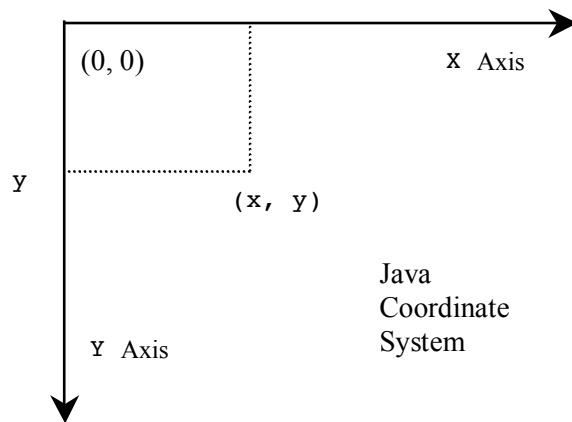 (0, 0)
X Axis
y
(x, y)
Java
Coordinate
System
Y Axis